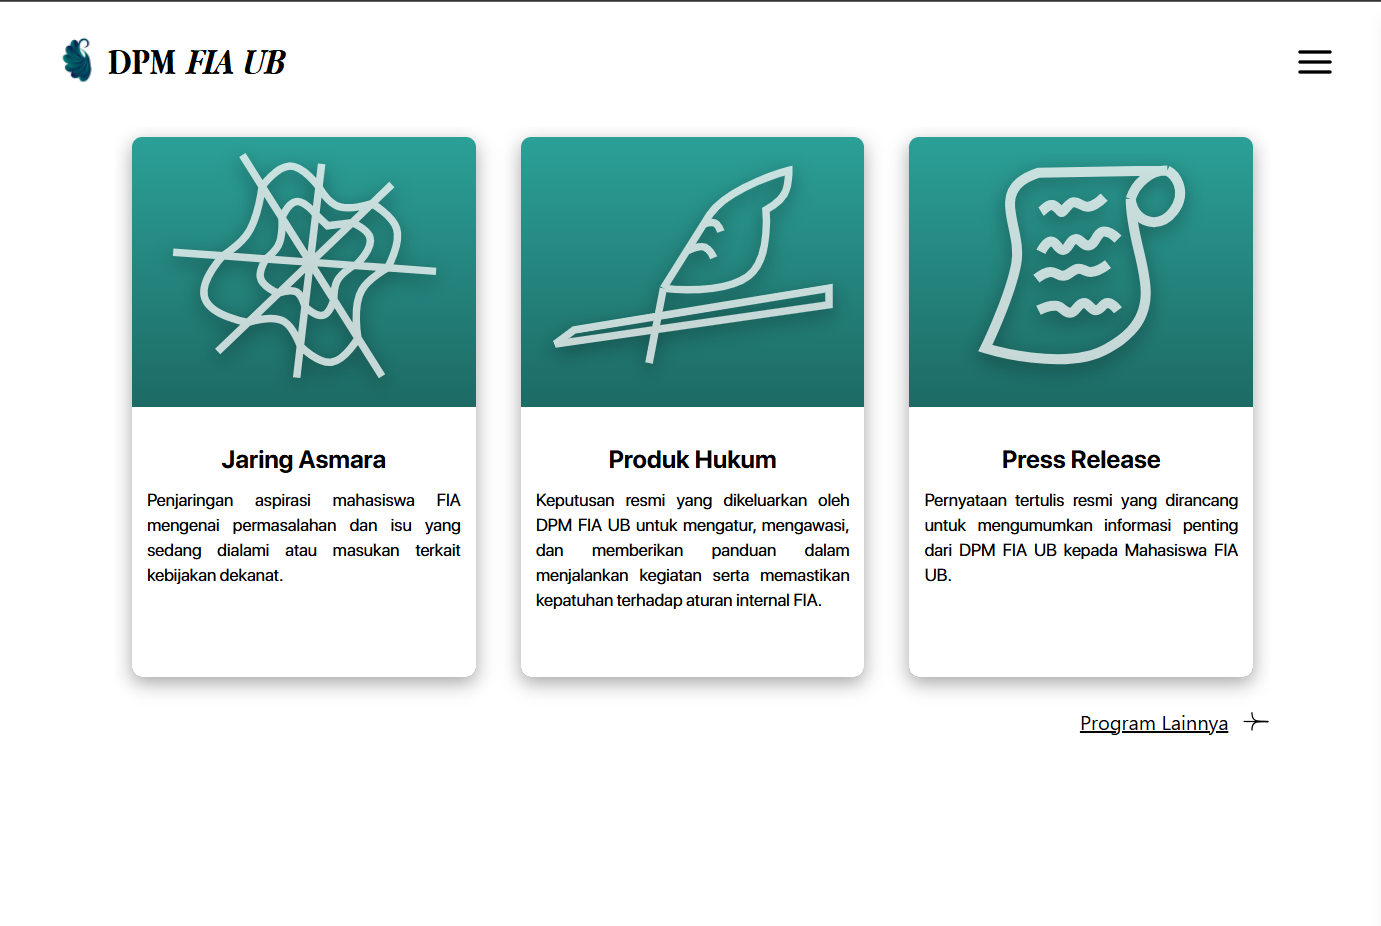 DPM FIA UB
Jaring Asmara
Penjaringan aspirasi mahasiswa FIA
mengenai permasalahan dan isu yang
sedang dialami atau masukan terkait
kebijakan dekanat.
Produk Hukum
Keputusan resmi yang dikeluarkan oleh
DPM FIA UB untuk mengatur, mengawasi,
dan memberikan panduan dalam
menjalankan kegiatan serta memastikan
kepatuhan terhadap aturan internal FIA.
Press Release
Pernyataan tertulis resmi yang dirancang
untuk mengumumkan informasi penting
dari DPM FIA UB kepada Mahasiswa FIA
UB.
Program Lainnya